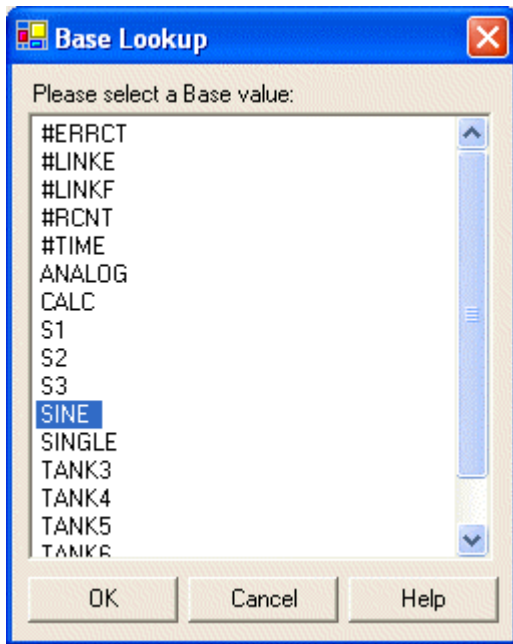 Base Lookup
Please select a Base value:
#ERRCT
#LINKE
#LINKF
#RCNT
#TIME
ANALOG
CALC
S1
S2
S3
SINE
SINGLE
TANK3
TANK4
TANK5
TANK6
OK Cancel Help